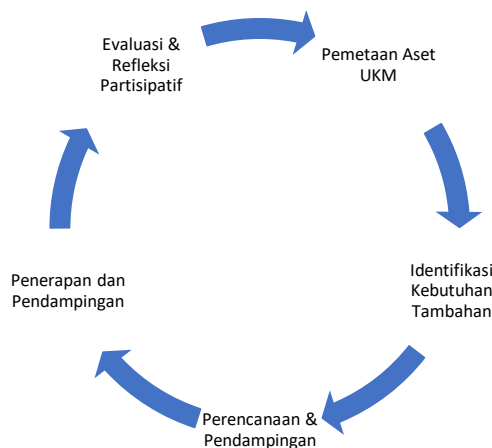 Evaluasi &
Refleksi
Partisipatif
Pemetaan Aset
UKM
Identifikasi
Kebutuhan
Tambahan
Perencanaan &
Pendampingan
Penerapan dan
Pendampingan